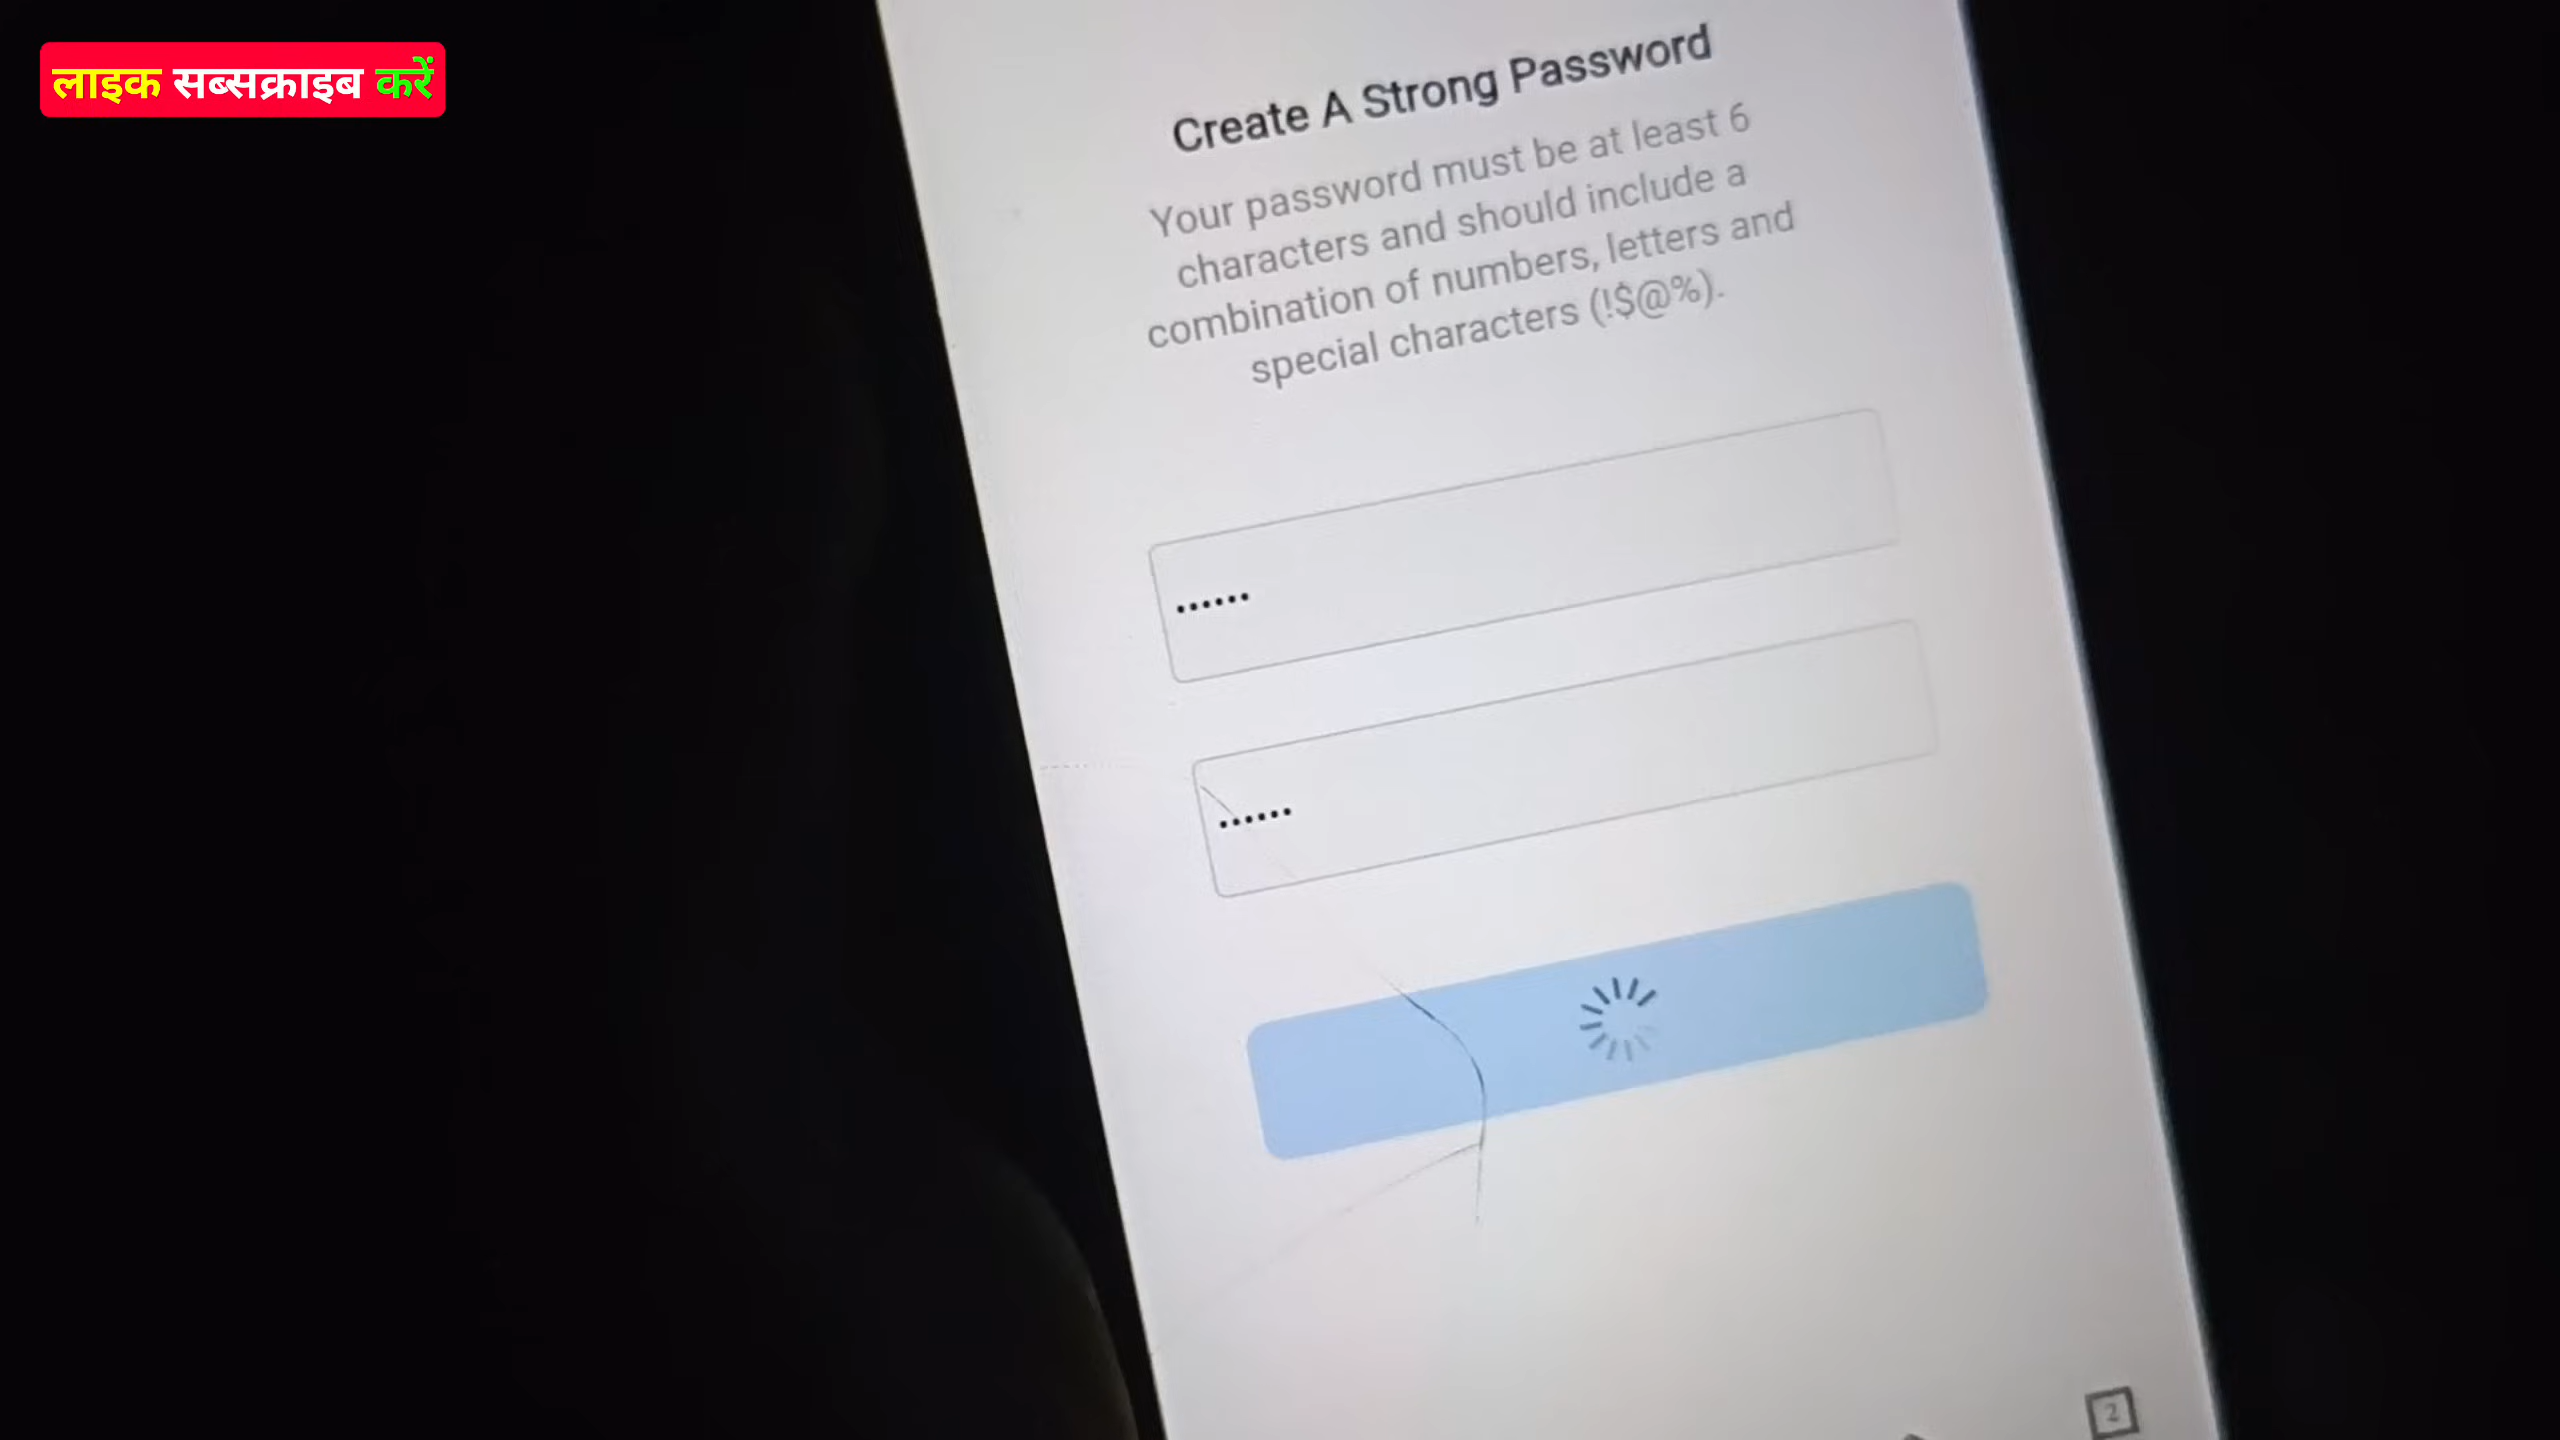 लाइक सब्सक्राइब करें
Create A Strong Password
Your password must be at least 6
characters and should include a
combination of numbers, letters and
special characters (!$@%).
••••••
••••••
2